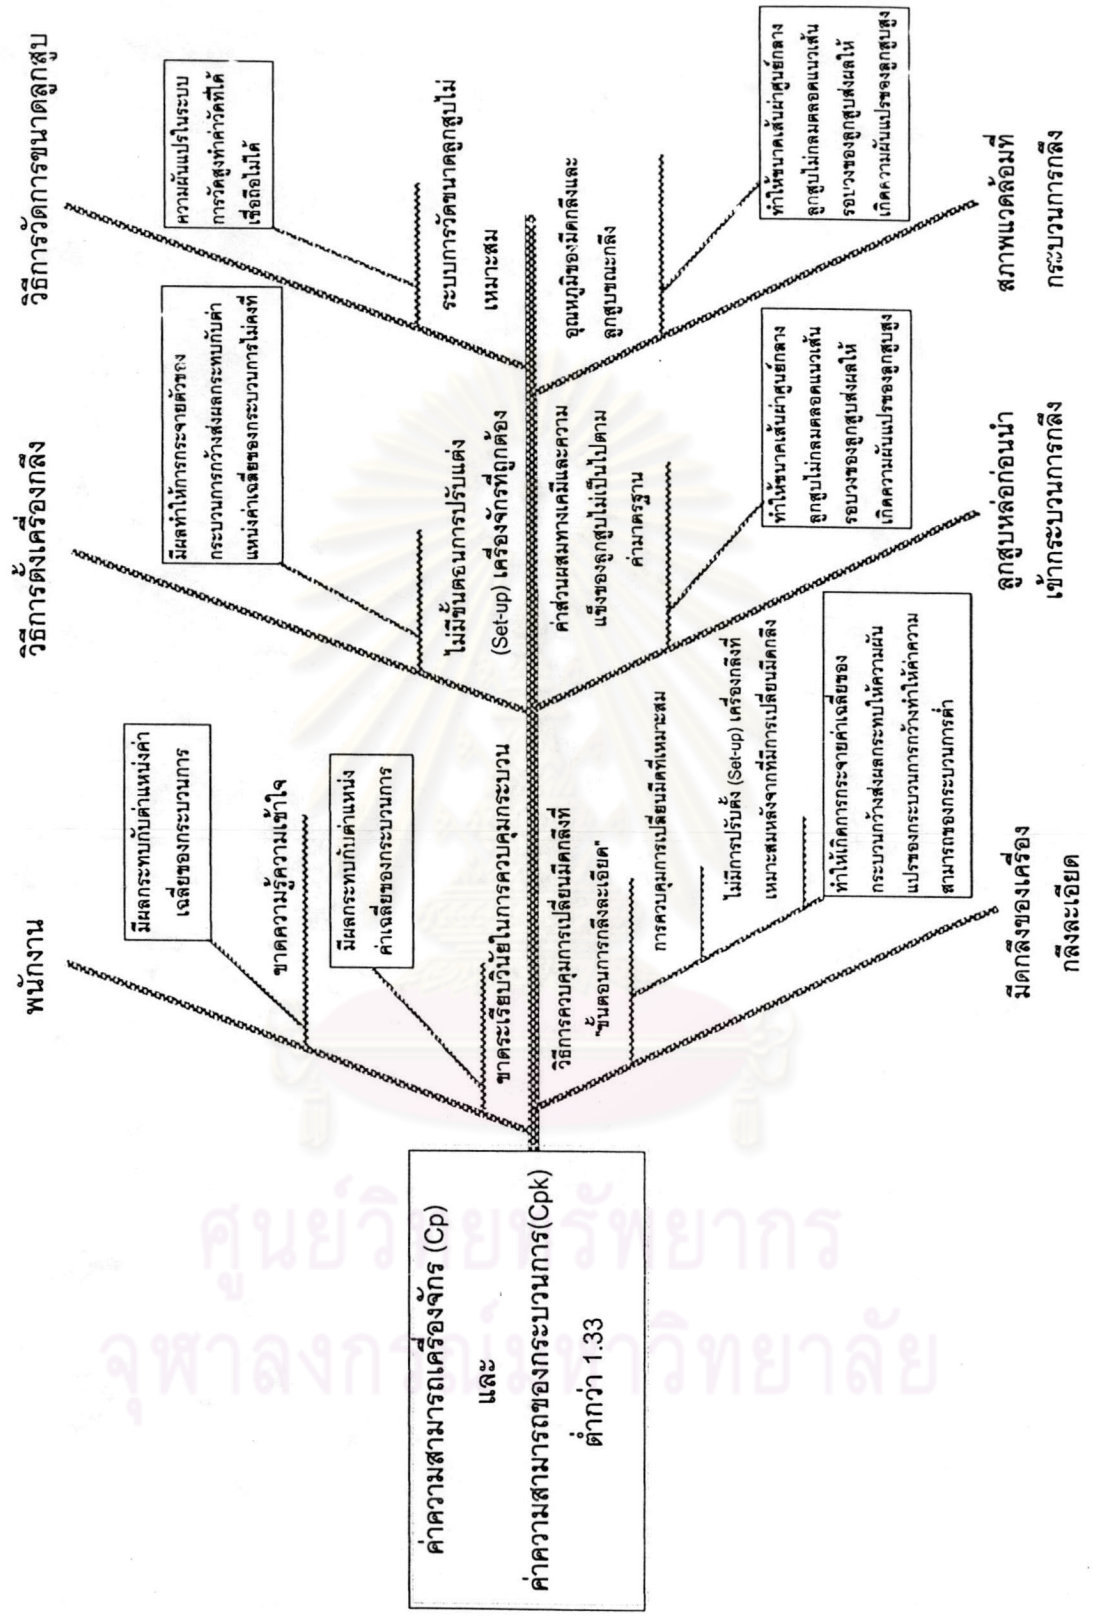 พนักงาน
วิธีการตั้งเครื่องกลึง
วิธีการวัดการขนาดลูกสูบ
มีผลกระทบกับตำแหน่งค่า
เฉลี่ยของกระบวนการ
ขาดความรู้ความเข้าใจ
มีผลกระทบกับตำแหน่ง
ค่าเฉลี่ยของกระบวนการ
ขาดระเรียบวินัยในการควบคุมกระบวน
มีผลทำให้การกระจายตัวของ
กระบวนการกว้างส่งผลกระทบกับตำ
แหน่งค่าเฉลี่ยของกระบวนการไม่คงที่
ไม่มีขั้นตอนการปรับแต่ง
(Set-up) เครื่องจักรที่ถูกต้อง
ความผันแปรในระบบ
การวัดสูงทำค่าวัดที่ได้
เชื่อถือไม่ได้
ระบบการวัดขนาดลูกสูบไม่
เหมาะสม
ค่าความสามารถเครื่องจักร (Cp)
และ
ค่าความสามารถของกระบวนการ(Cpk)
ต่ำกว่า 1.33
วิธีการควบคุมการเปลี่ยนมีดกลึงที่
"ขั้นตอนการกลึงละเอียด"
การควบคุมการเปลี่ยนมีดที่เหมาะสม
ไม่มีการปรับตั้ง (Set-up) เครื่องกลึงที่
เหมาะสมหลังจากที่มีการเปลี่ยนมีดกลึง
ทำให้เกิดการกระจายค่าเฉลี่ยของ
กระบวนกว้างส่งผลกระทบให้ความผัน
แปรของกระบวนการกว้างทำให้ค่าความ
สามารถของกระบวนการต่ำ
ค่าส่วนผสมทางเคมีและความ
แข็งของลูกสูบไม่เป็นไปตาม
ค่ามาตรฐาน
ทำให้ขนาดเส้นผ่าศูนย์กลาง
ลูกสูบไม่กลมตลอดแนวเส้น
รอบวงของลูกสูบส่งผลให้
เกิดความผันแปรของลูกสูบสูง
อุณหภูมิของมีดกลึงและ
ลูกสูบขณะกลึง
ทำให้ขนาดเส้นผ่าศูนย์กลาง
ลูกสูบไม่กลมตลอดแนวเส้น
รอบวงของลูกสูบส่งผลให้
เกิดความผันแปรของลูกสูบสูง
มีดกลึงของเครื่อง
กลึงละเอียด
ลูกสูบหล่อก่อนนำ
เข้ากระบวนการกลึง
สภาพแวดล้อมที่
กระบวนการกลึง
ศูนย์วิทยทรัพยากร
จุฬาลงกรณ์มหาวิทยาลัย